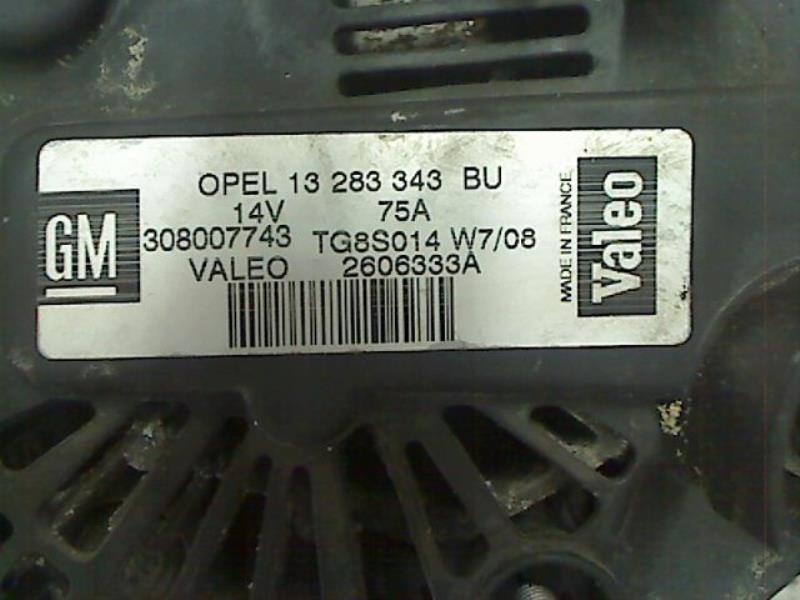 GM
OPEL 13 283 343 BU
14V 75A
308007743 TG8S014 W7/08
VALEO 2606333A
MADE IN FRANCE
Valeo